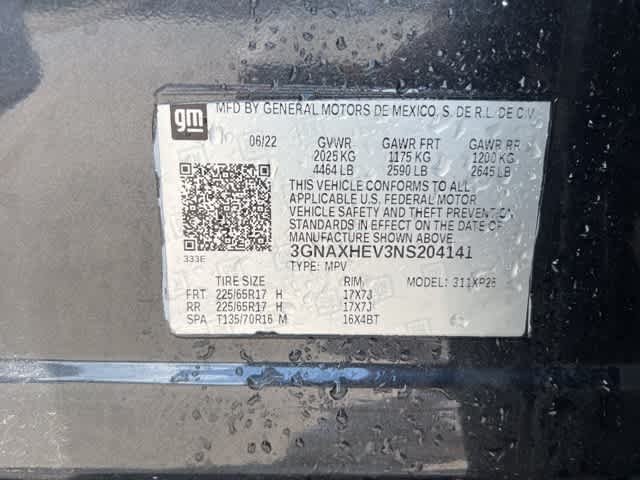 gm MFD BY GENERAL MOTORS DE MEXICO, S. DE R.L. DE C.V.
06/22 GVWR GAWR FRT GAWR RR
2025 KG 1175 KG 1200 KG
4464 LB 2590 LB 2645 LB
THIS VEHICLE CONFORMS TO ALL
APPLICABLE U.S. FEDERAL MOTOR
VEHICLE SAFETY AND THEFT PREVENTION
STANDARDS IN EFFECT ON THE DATE OF
MANUFACTURE SHOWN ABOVE.
333E 3GNAXHEV3NS204141
TYPE: MPV
TIRE SIZE RIM MODEL: 311XP26
FRT 225/65R17 H 17X7J
RR 225/65R17 H 17X7J
SPA T135/70R16 M 16X4BT